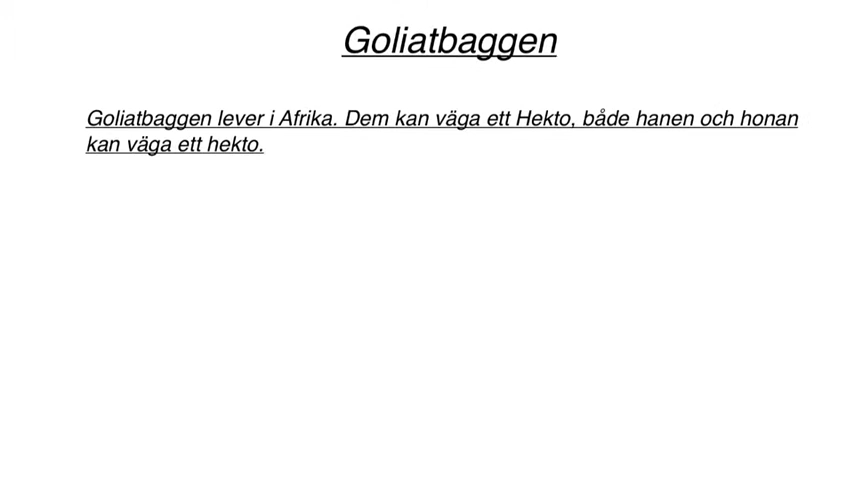 Goliatbaggen
Goliatbaggen lever i Afrika. Dem kan väga ett Hekto, både hanen och honan
kan väga ett hekto.